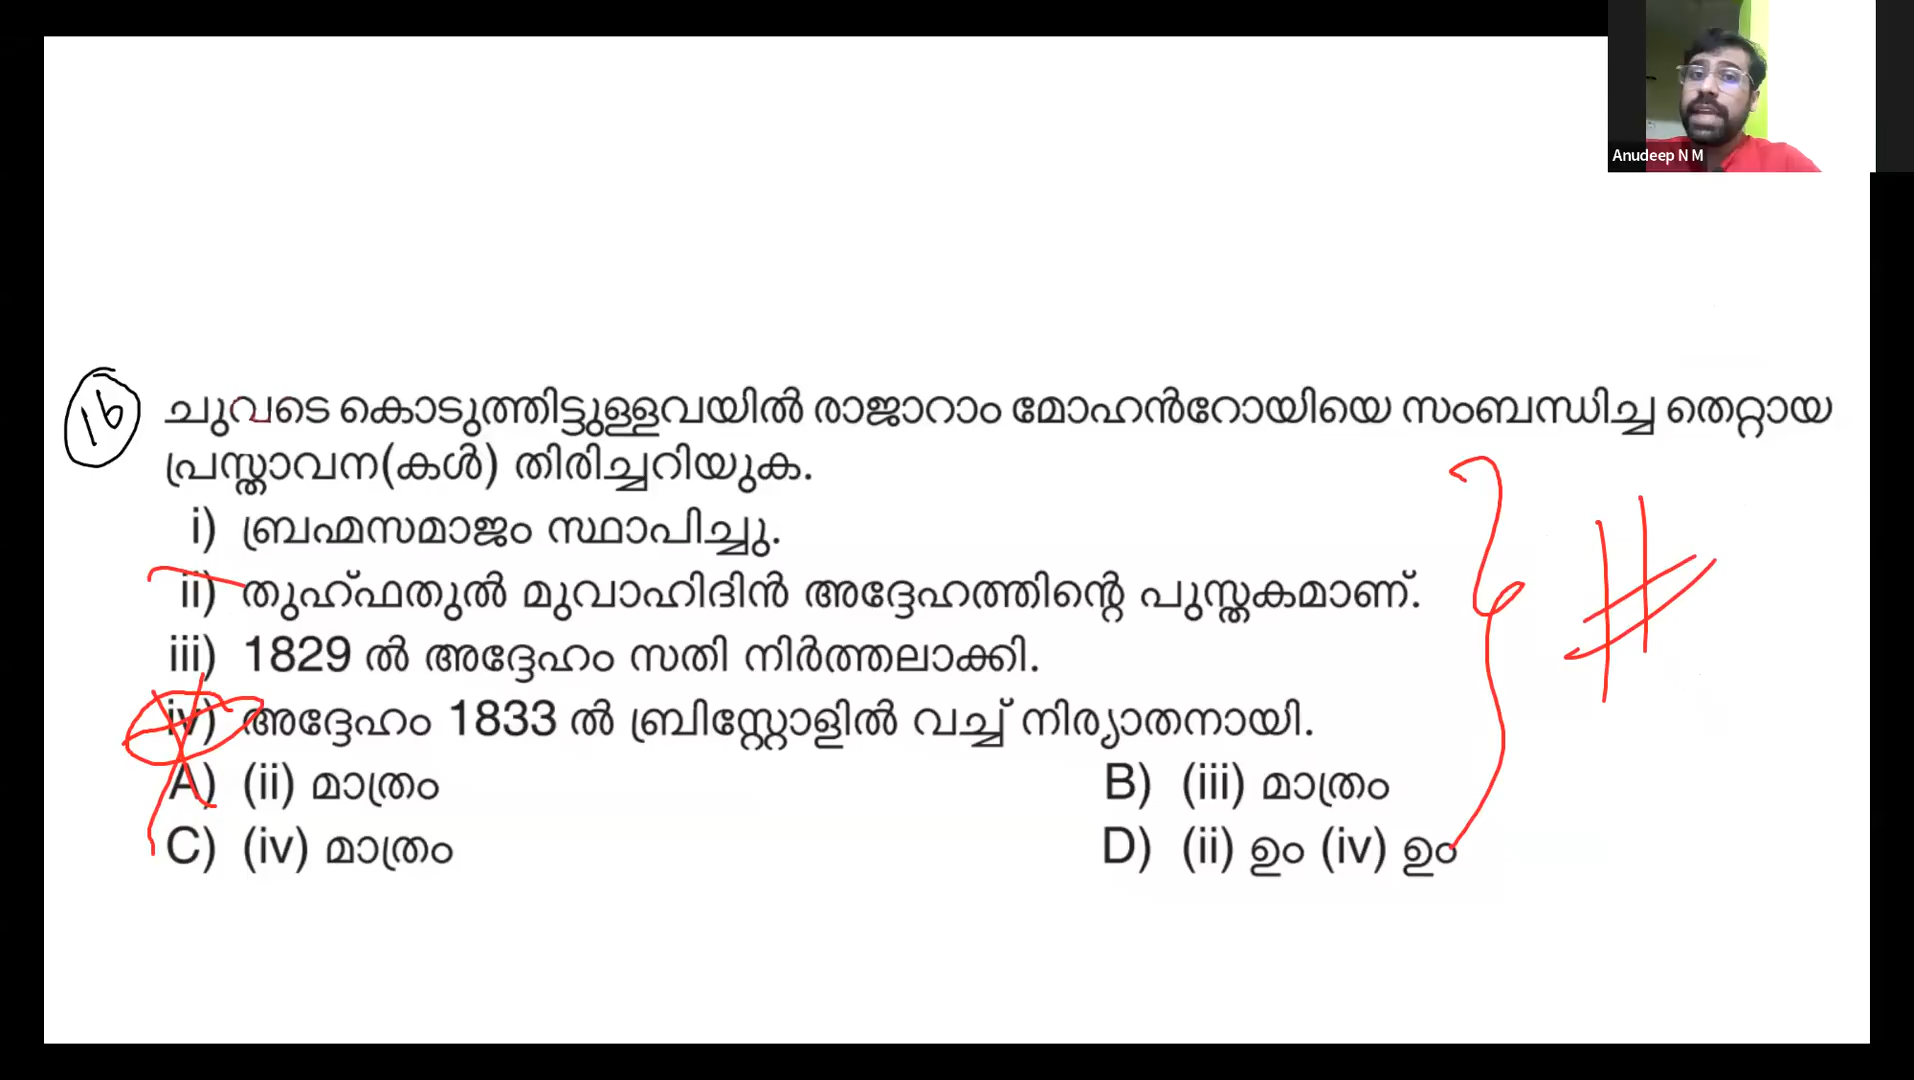 Anudeep N M
16
ചുവടെ കൊടുത്തിട്ടുള്ളവയിൽ രാജാറാം മോഹൻറോയിയെ സംബന്ധിച്ച തെറ്റായ
പ്രസ്താവന(കൾ) തിരിച്ചറിയുക.
i) ബ്രഹ്മസമാജം സ്ഥാപിച്ചു.
ii) തുഹ്ഫതുൽ മുവാഹിദിൻ അദ്ദേഹത്തിന്റെ പുസ്തകമാണ്.
iii) 1829 ൽ അദ്ദേഹം സതി നിർത്തലാക്കി.
iv) അദ്ദേഹം 1833 ൽ ബ്രിസ്റ്റോളിൽ വച്ച് നിര്യാതനായി.
A) (ii) മാത്രം B) (iii) മാത്രം
C) (iv) മാത്രം D) (ii) ഉം (iv) ഉം